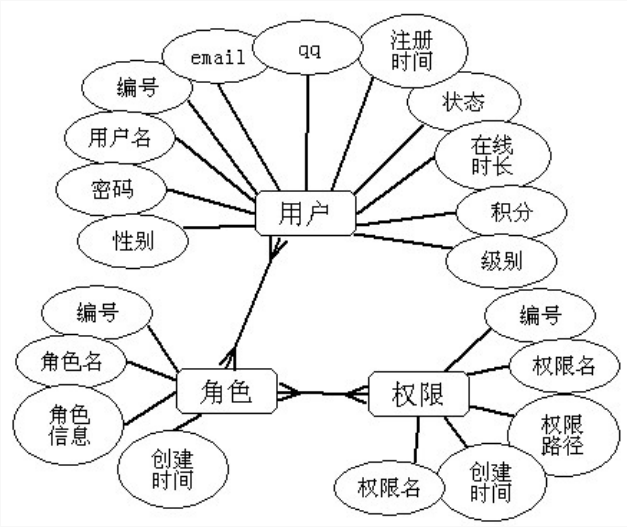 注册
时间
qq
email
编号
状态
用户名
在线
时长
密码
积分
用户
性别
级别
编号
编号
角色名
权限名
角色
权限
角色
信息
权限
路径
创建
时间
创建
时间
权限名